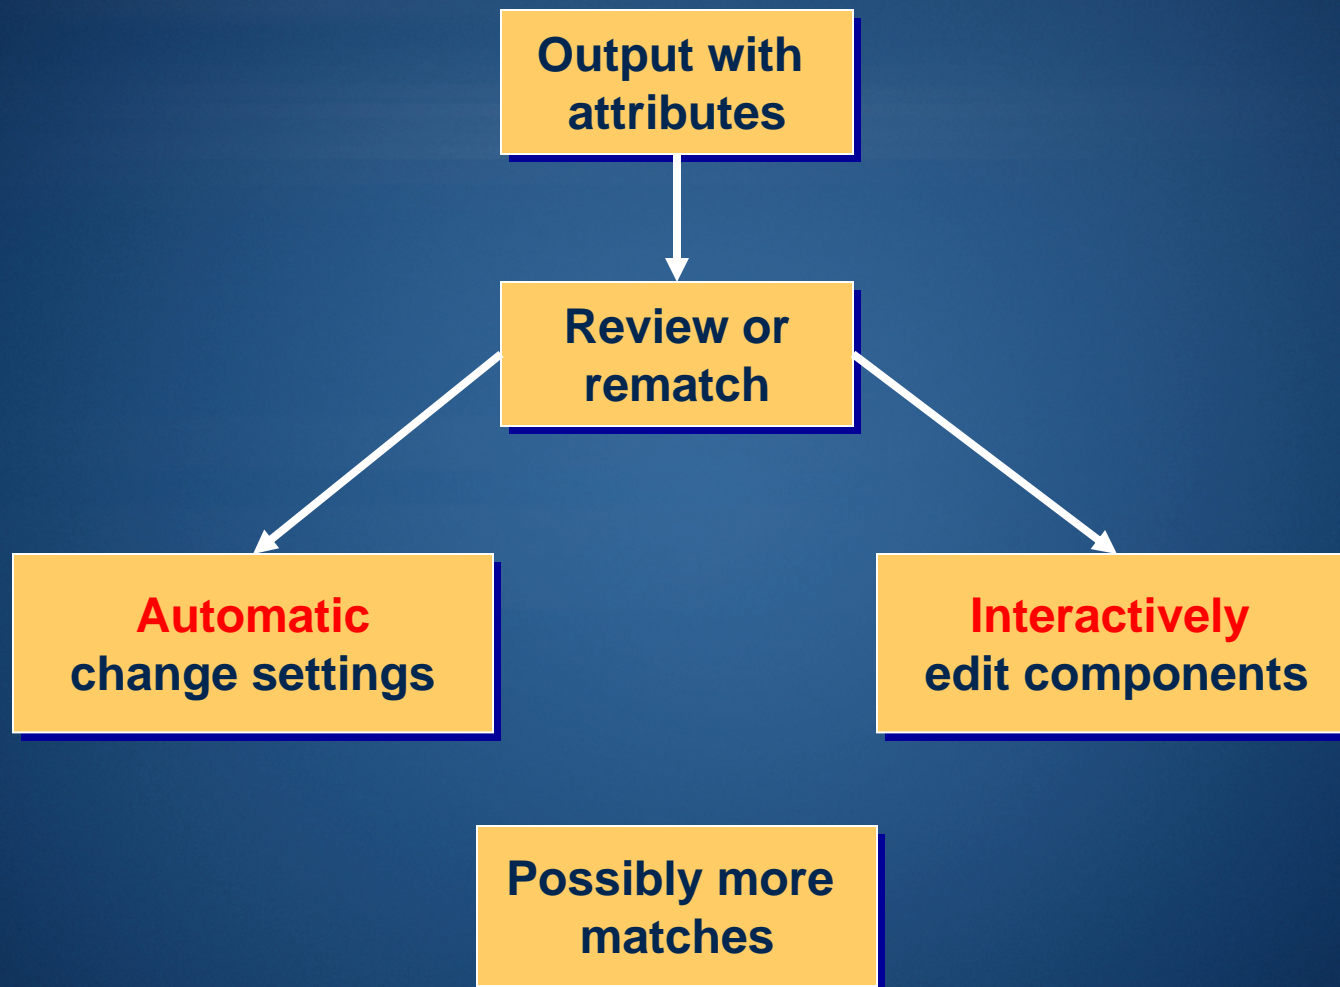 Output with
attributes
Review or
rematch
Automatic
change settings
Interactively
edit components
Possibly more
matches